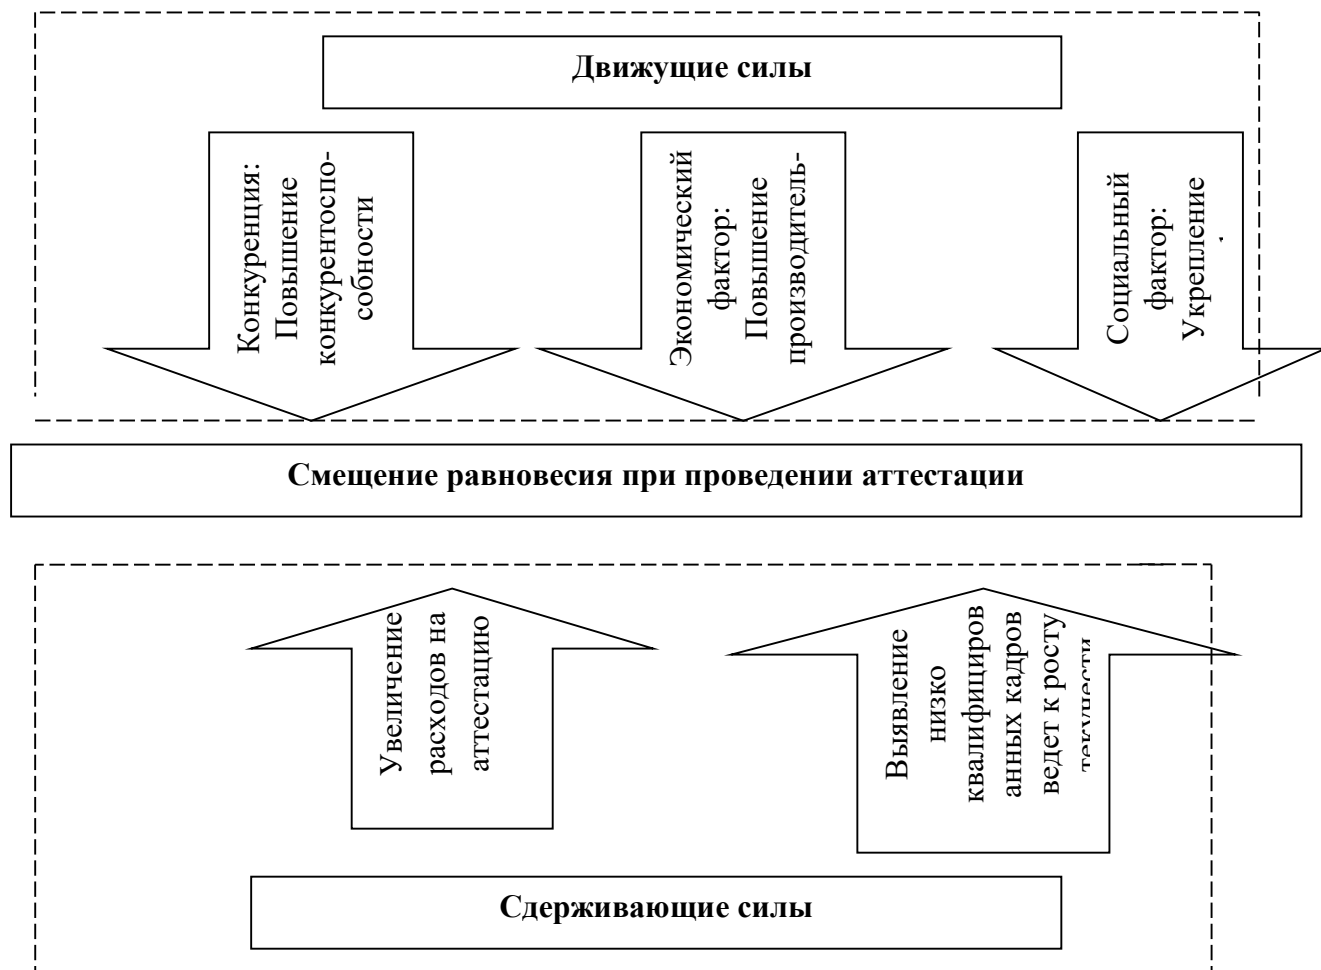 Движущие силы
Конкуренция:
Повышение
конкурентоспо-
собности
Экономический
фактор:
Повышение
производитель-
Социальный
фактор:
Укрепление
Смещение равновесия при проведении аттестации
Увеличение
расходов на
аттестацию
Выявление
низко
квалифициров
анных кадров
ведет к росту
текучести
Сдерживающие силы